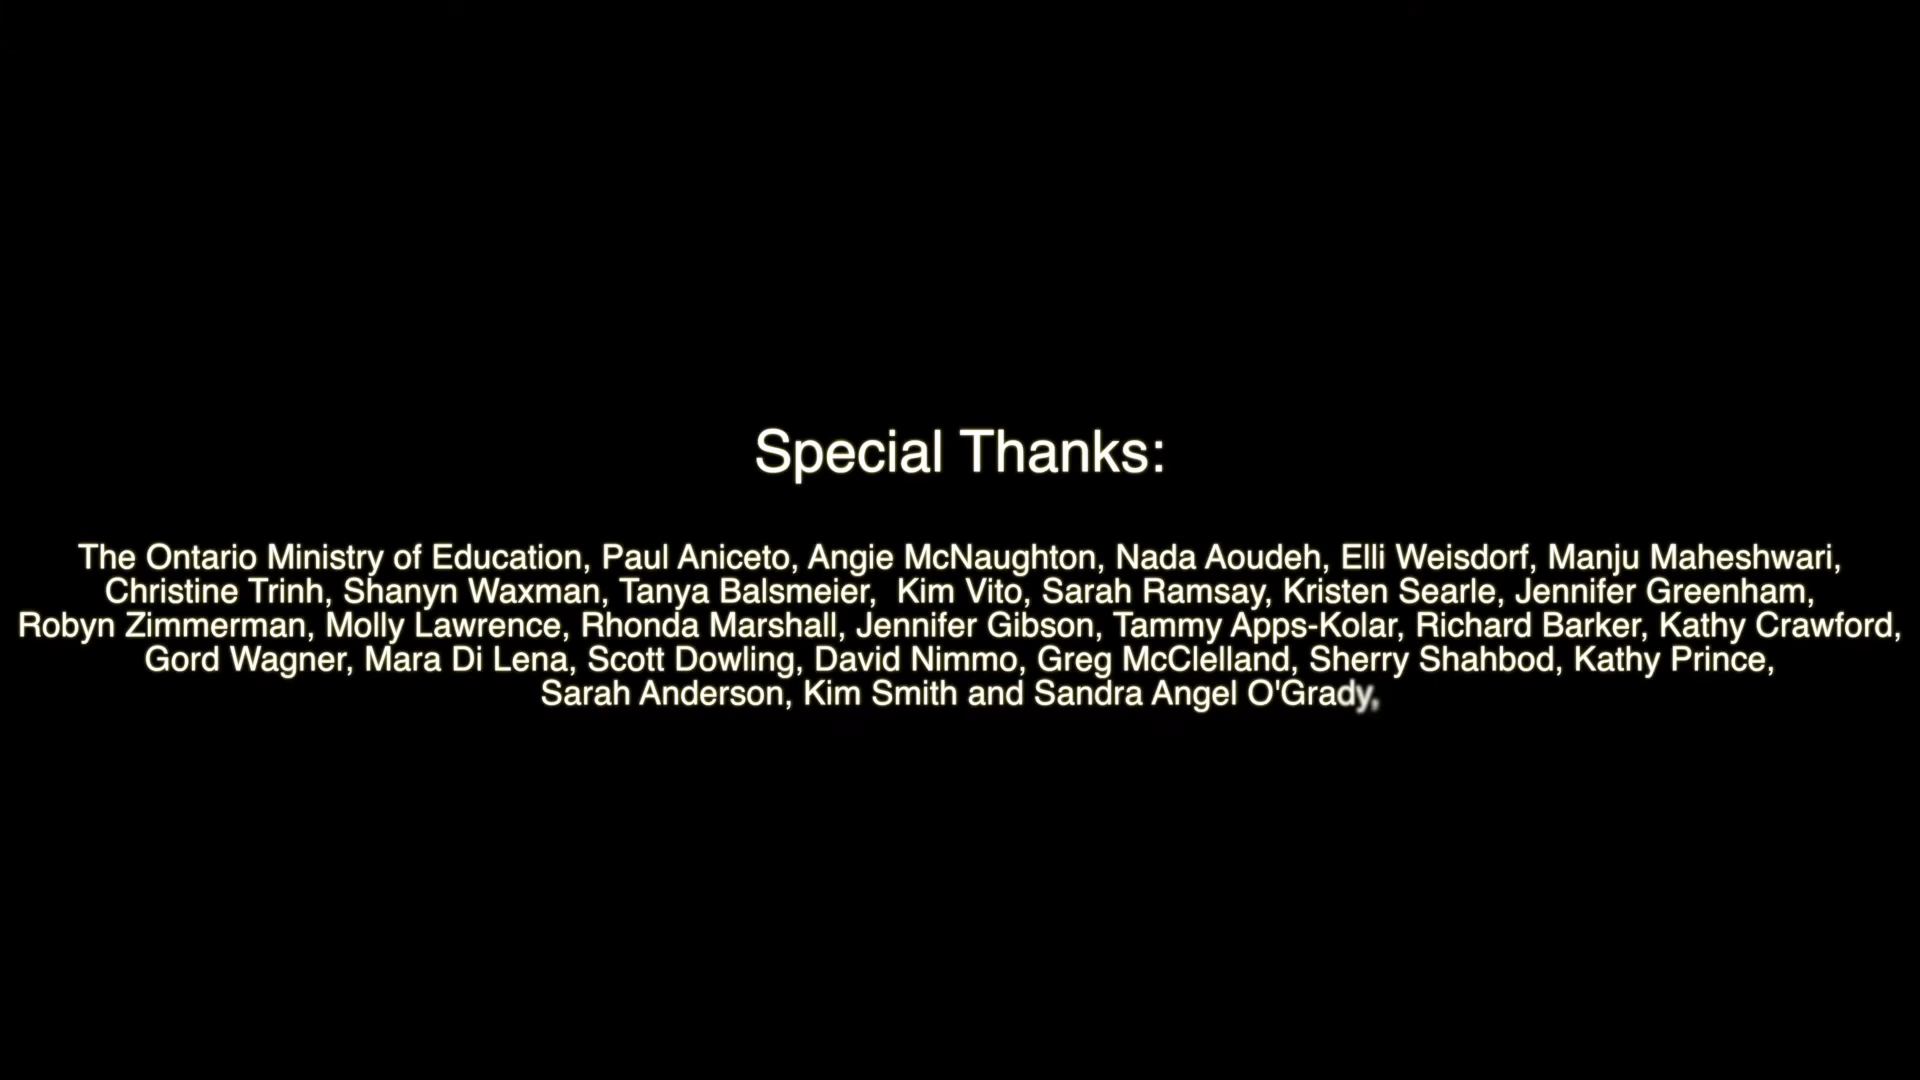 Special Thanks:
The Ontario Ministry of Education, Paul Aniceto, Angie McNaughton, Nada Aoudeh, Elli Weisdorf, Manju Maheshwari,
Christine Trinh, Shanyn Waxman, Tanya Balsmeier,  Kim Vito, Sarah Ramsay, Kristen Searle, Jennifer Greenham,
Robyn Zimmerman, Molly Lawrence, Rhonda Marshall, Jennifer Gibson, Tammy Apps-Kolar, Richard Barker, Kathy Crawford,
Gord Wagner, Mara Di Lena, Scott Dowling, David Nimmo, Greg McClelland, Sherry Shahbod, Kathy Prince,
Sarah Anderson, Kim Smith and Sandra Angel O'Grady,